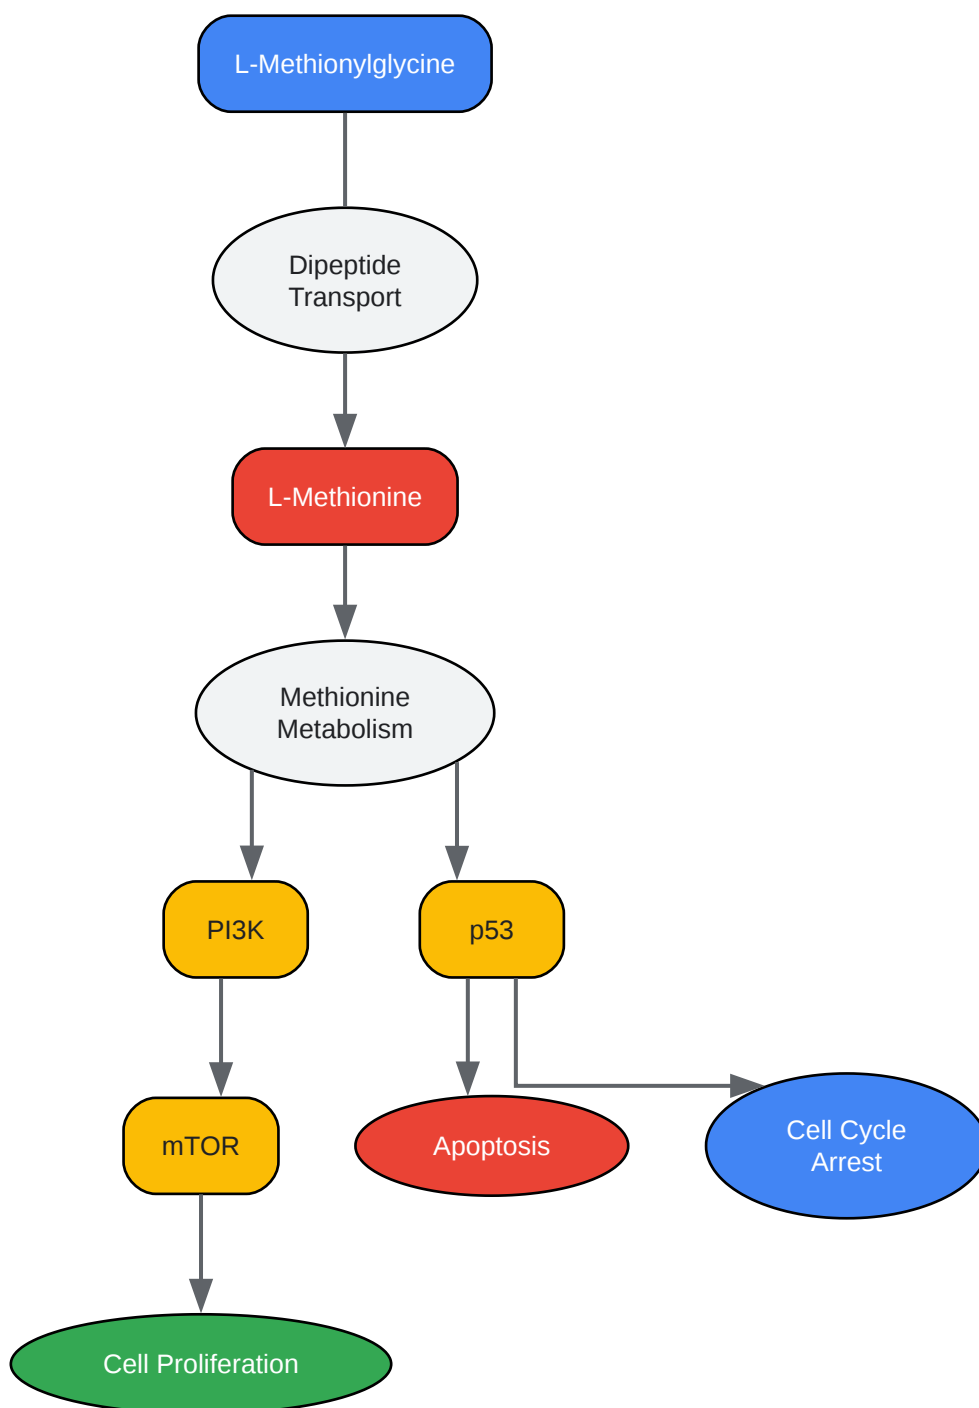 L-Methionylglycine
Dipeptide
Transport
L-Methionine
Methionine
Metabolism
PI3K
p53
mTOR
Apoptosis
Cell Cycle
Arrest
Cell Proliferation